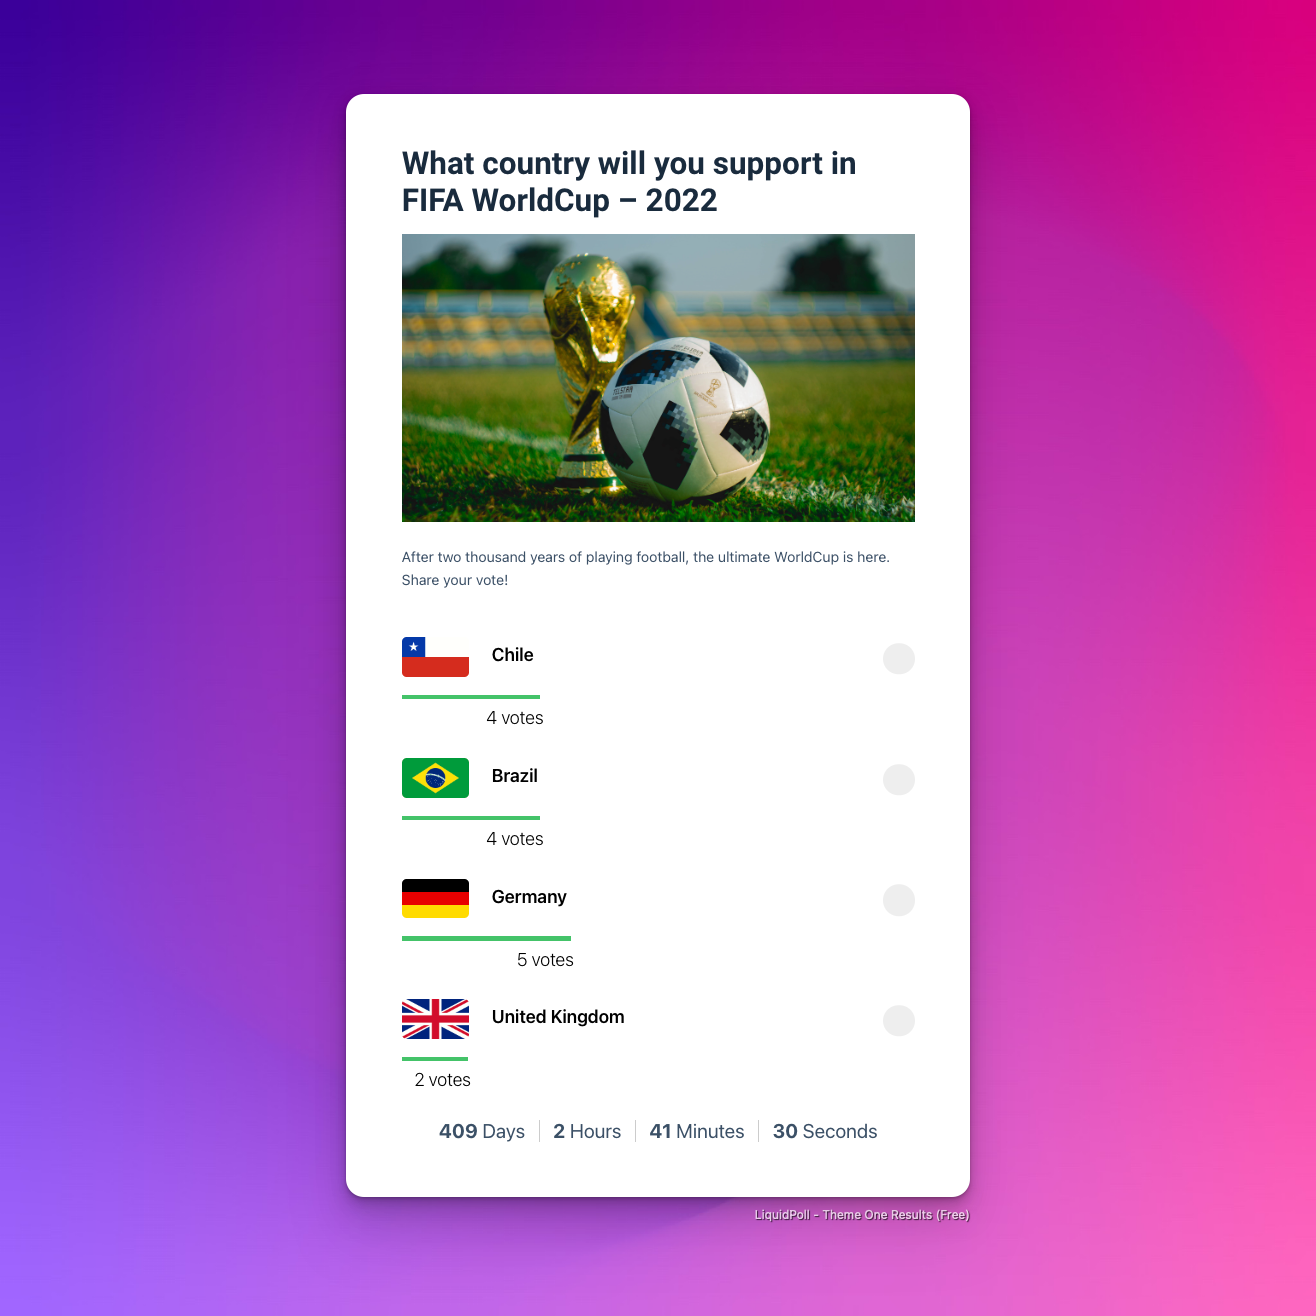 What country will you support in
FIFA WorldCup – 2022
After two thousand years of playing football, the ultimate WorldCup is here.
Share your vote!
Chile
4 votes
Brazil
4 votes
Germany
5 votes
United Kingdom
2 votes
409 Days 2 Hours 41 Minutes 30 Seconds
LiquidPoll - Theme One Results (Free)